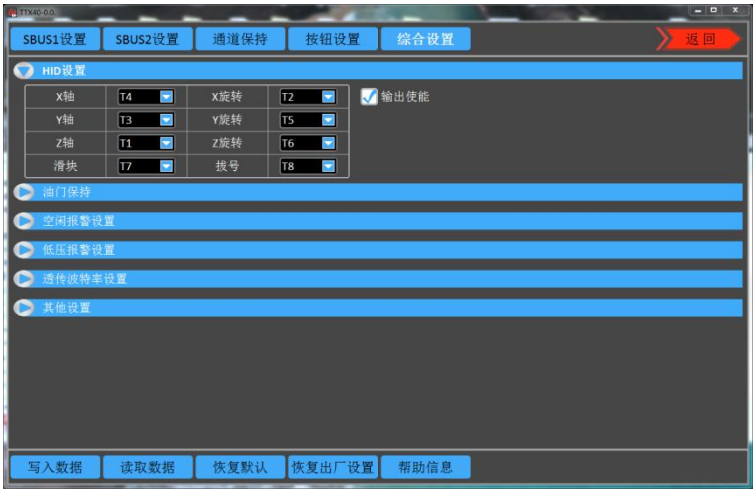 TTX40-0.0
SBUS1设置 SBUS2设置 通道保持 按钮设置 综合设置 返回
HID设置
X轴 T4 X旋转 T2 输出使能
Y轴 T3 Y旋转 T5
Z轴 T1 Z旋转 T6
滑块 T7 拔号 T8
油门保持
空闲报警设置
低压报警设置
透传波特率设置
其他设置
写入数据 读取数据 恢复默认 恢复出厂设置 帮助信息